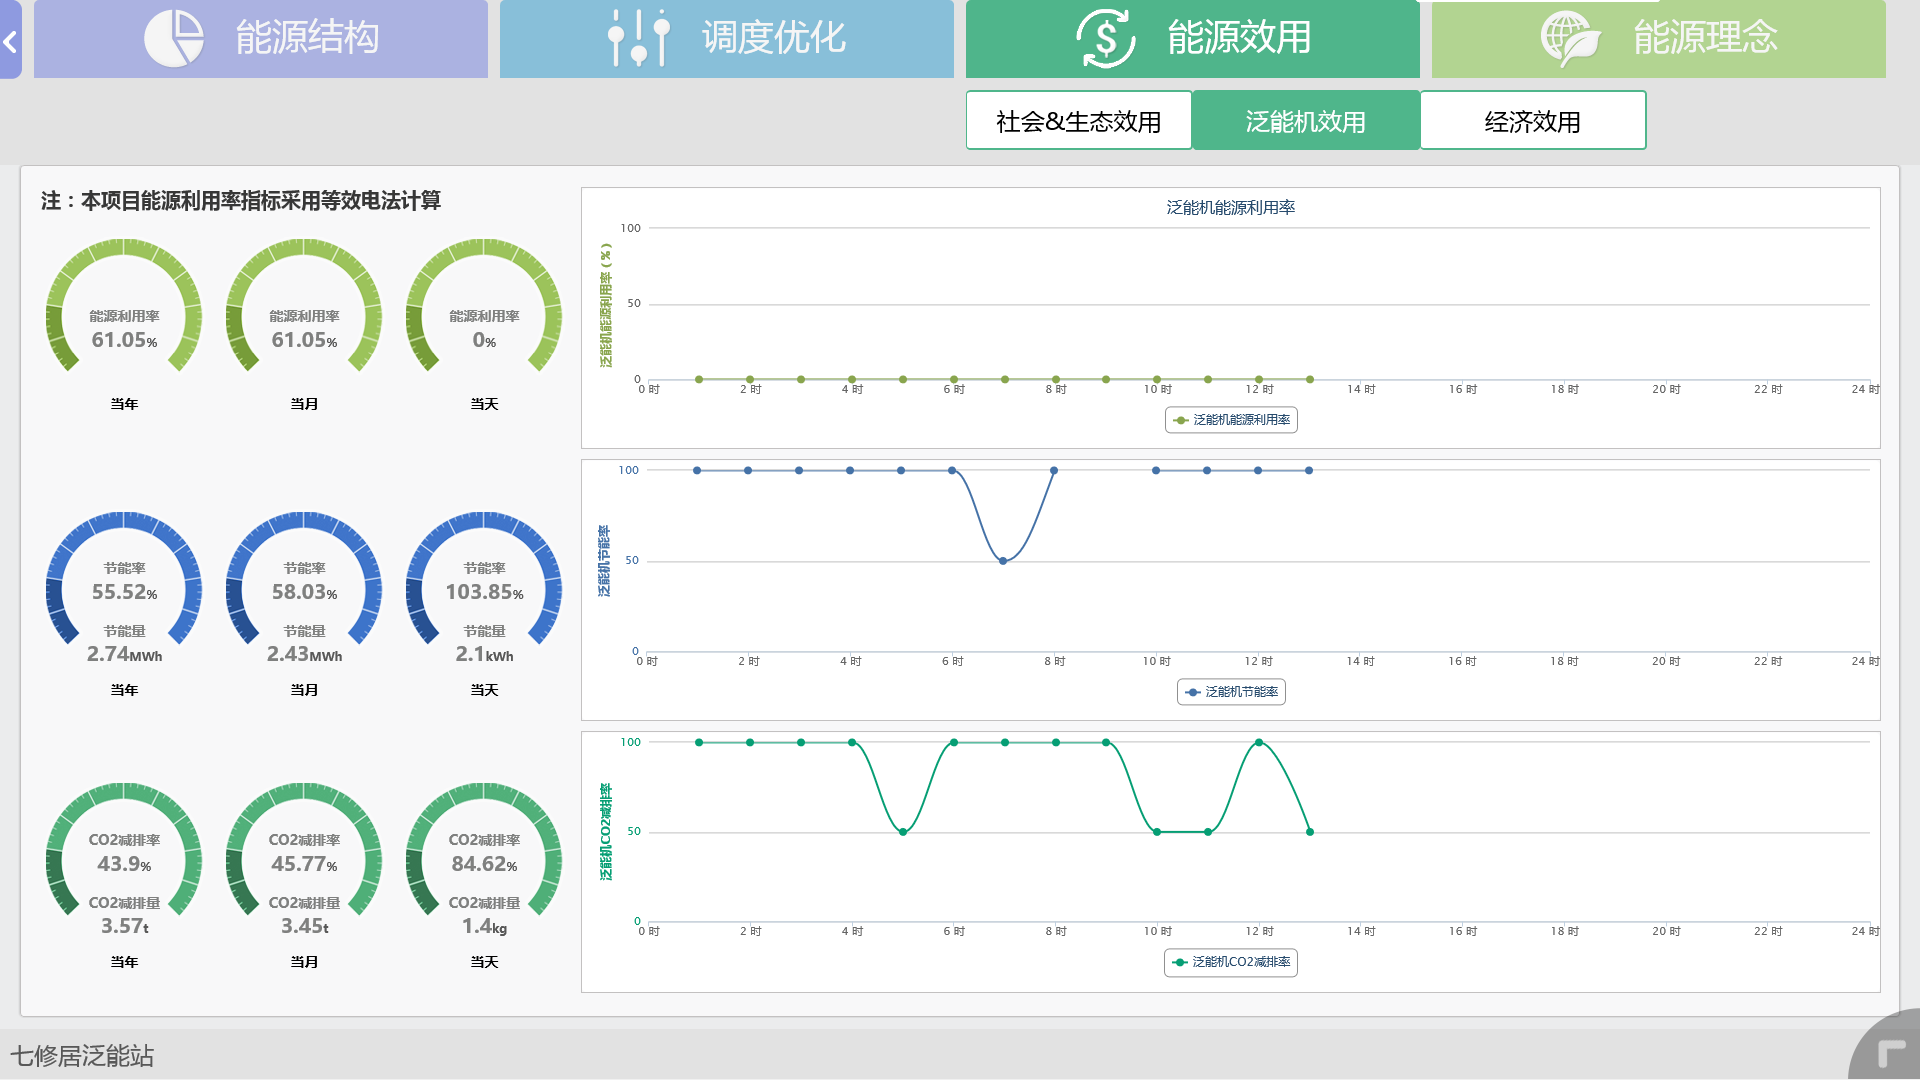 能源结构
调度优化
能源效用
能源理念
社会&生态效用
泛能机效用
经济效用
注：本项目能源利用率指标采用等效电法计算
能源利用率
61.05%
当年
能源利用率
61.05%
当月
能源利用率
0%
当天
节能率
55.52%
节能量
2.74MWh
当年
节能率
58.03%
节能量
2.43MWh
当月
节能率
103.85%
节能量
2.1kWh
当天
CO2减排率
43.9%
CO2减排量
3.57t
当年
CO2减排率
45.77%
CO2减排量
3.45t
当月
CO2减排率
84.62%
CO2减排量
1.4kg
当天
泛能机能源利用率
泛能机能源利用率（%）
100
50
0
0 时 2 时 4 时 6 时 8 时 10 时 12 时 14 时 16 时 18 时 20 时 22 时 24 时
泛能机能源利用率
泛能机节能率
100
50
0
0 时 2 时 4 时 6 时 8 时 10 时 12 时 14 时 16 时 18 时 20 时 22 时 24 时
泛能机节能率
泛能机CO2减排率
100
50
0
0 时 2 时 4 时 6 时 8 时 10 时 12 时 14 时 16 时 18 时 20 时 22 时 24 时
泛能机CO2减排率
七修居泛能站